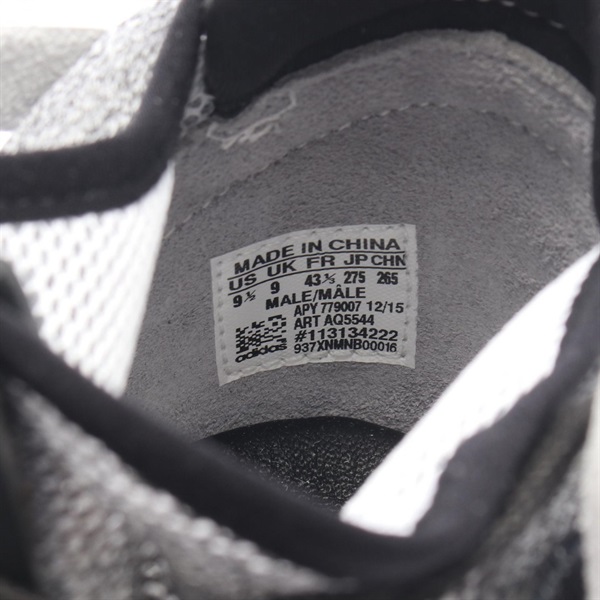 MADE IN CHINA
US UK FR JP CHN
9½ 9 43⅓ 275 265
MALE/MÂLE
APY 779007 12/15
ART AQ5544
#113134222
937XNMNB00016
adidas